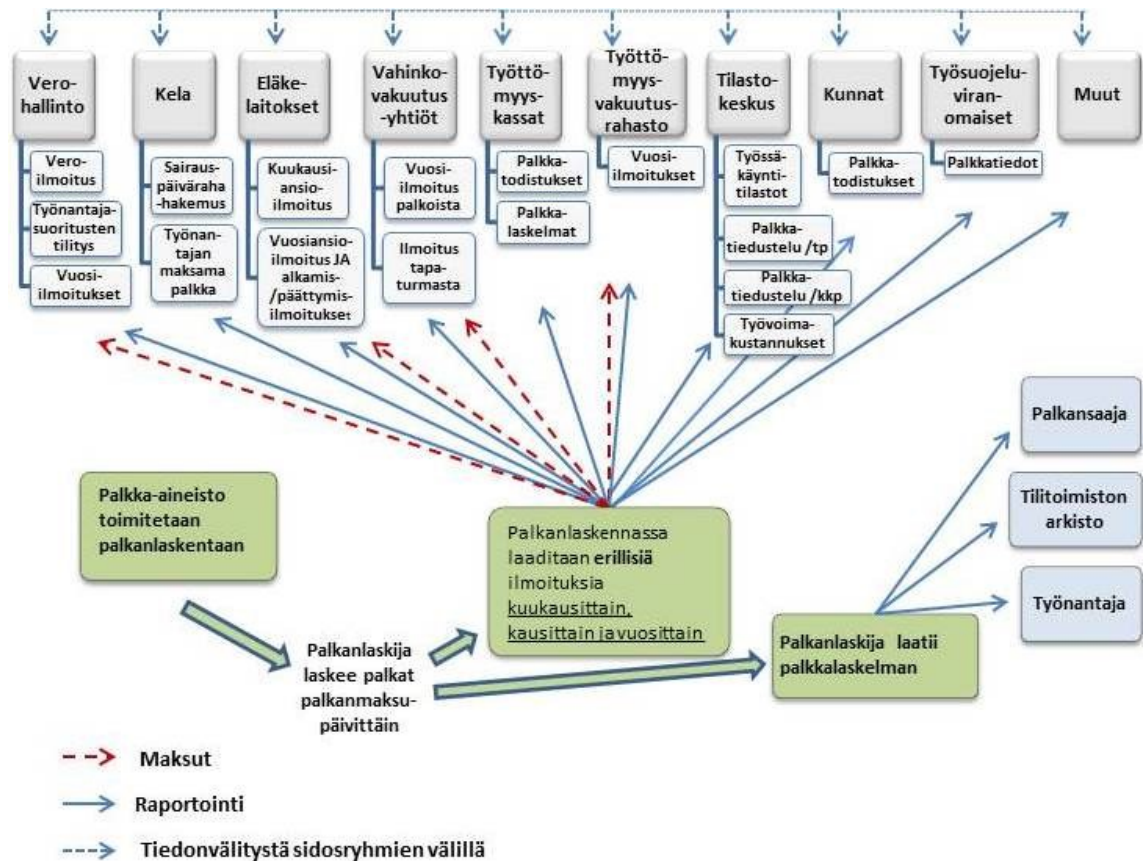 Vero-
hallinto
Kela
Eläke-
laitokset
Vahinko-
vakuutus
-yhtiöt
Työttö-
myys-
kassat
Työttö-
myys-
vakuutus-
rahasto
Tilasto-
keskus
Kunnat
Työsuojelu-
viran-
omaiset
Muut
Vero-
ilmoitus
Työnantaja-
suoritusten
tilitys
Vuosi-
ilmoitukset
Sairaus-
päiväraha
-hakemus
Työnan-
tajan
maksama
palkka
Kuukausi-
ansio-
ilmoitus
Vuosiansio-
ilmoitus JA
alkamis-
/päättymis-
ilmoitukset
Vuosi-
ilmoitus
palkoista
Ilmoitus
tapa-
turmasta
Palkka-
todistukset
Palkka-
laskelmat
Vuosi-
ilmoitukset
Työssä-
käynti-
tilastot
Palkka-
tiedustelu /tp
Palkka-
tiedustelu /kkp
Työvoima-
kustannukset
Palkka-
todistukset
Palkkatiedot
Palkka-aineisto
toimitetaan
palkanlaskentaan
Palkanlaskija
laskee palkat
palkanmaksu-
päivittäin
Palkanlaskennassa
laaditaan erillisiä
ilmoituksia
kuukausittain,
kausittain ja vuosittain
Palkanlaskija laatii
palkkalaskelman
Palkansaaja
Tilitoimiston
arkisto
Työnantaja
Maksut
Raportointi
Tiedonvälitystä sidosryhmien välillä